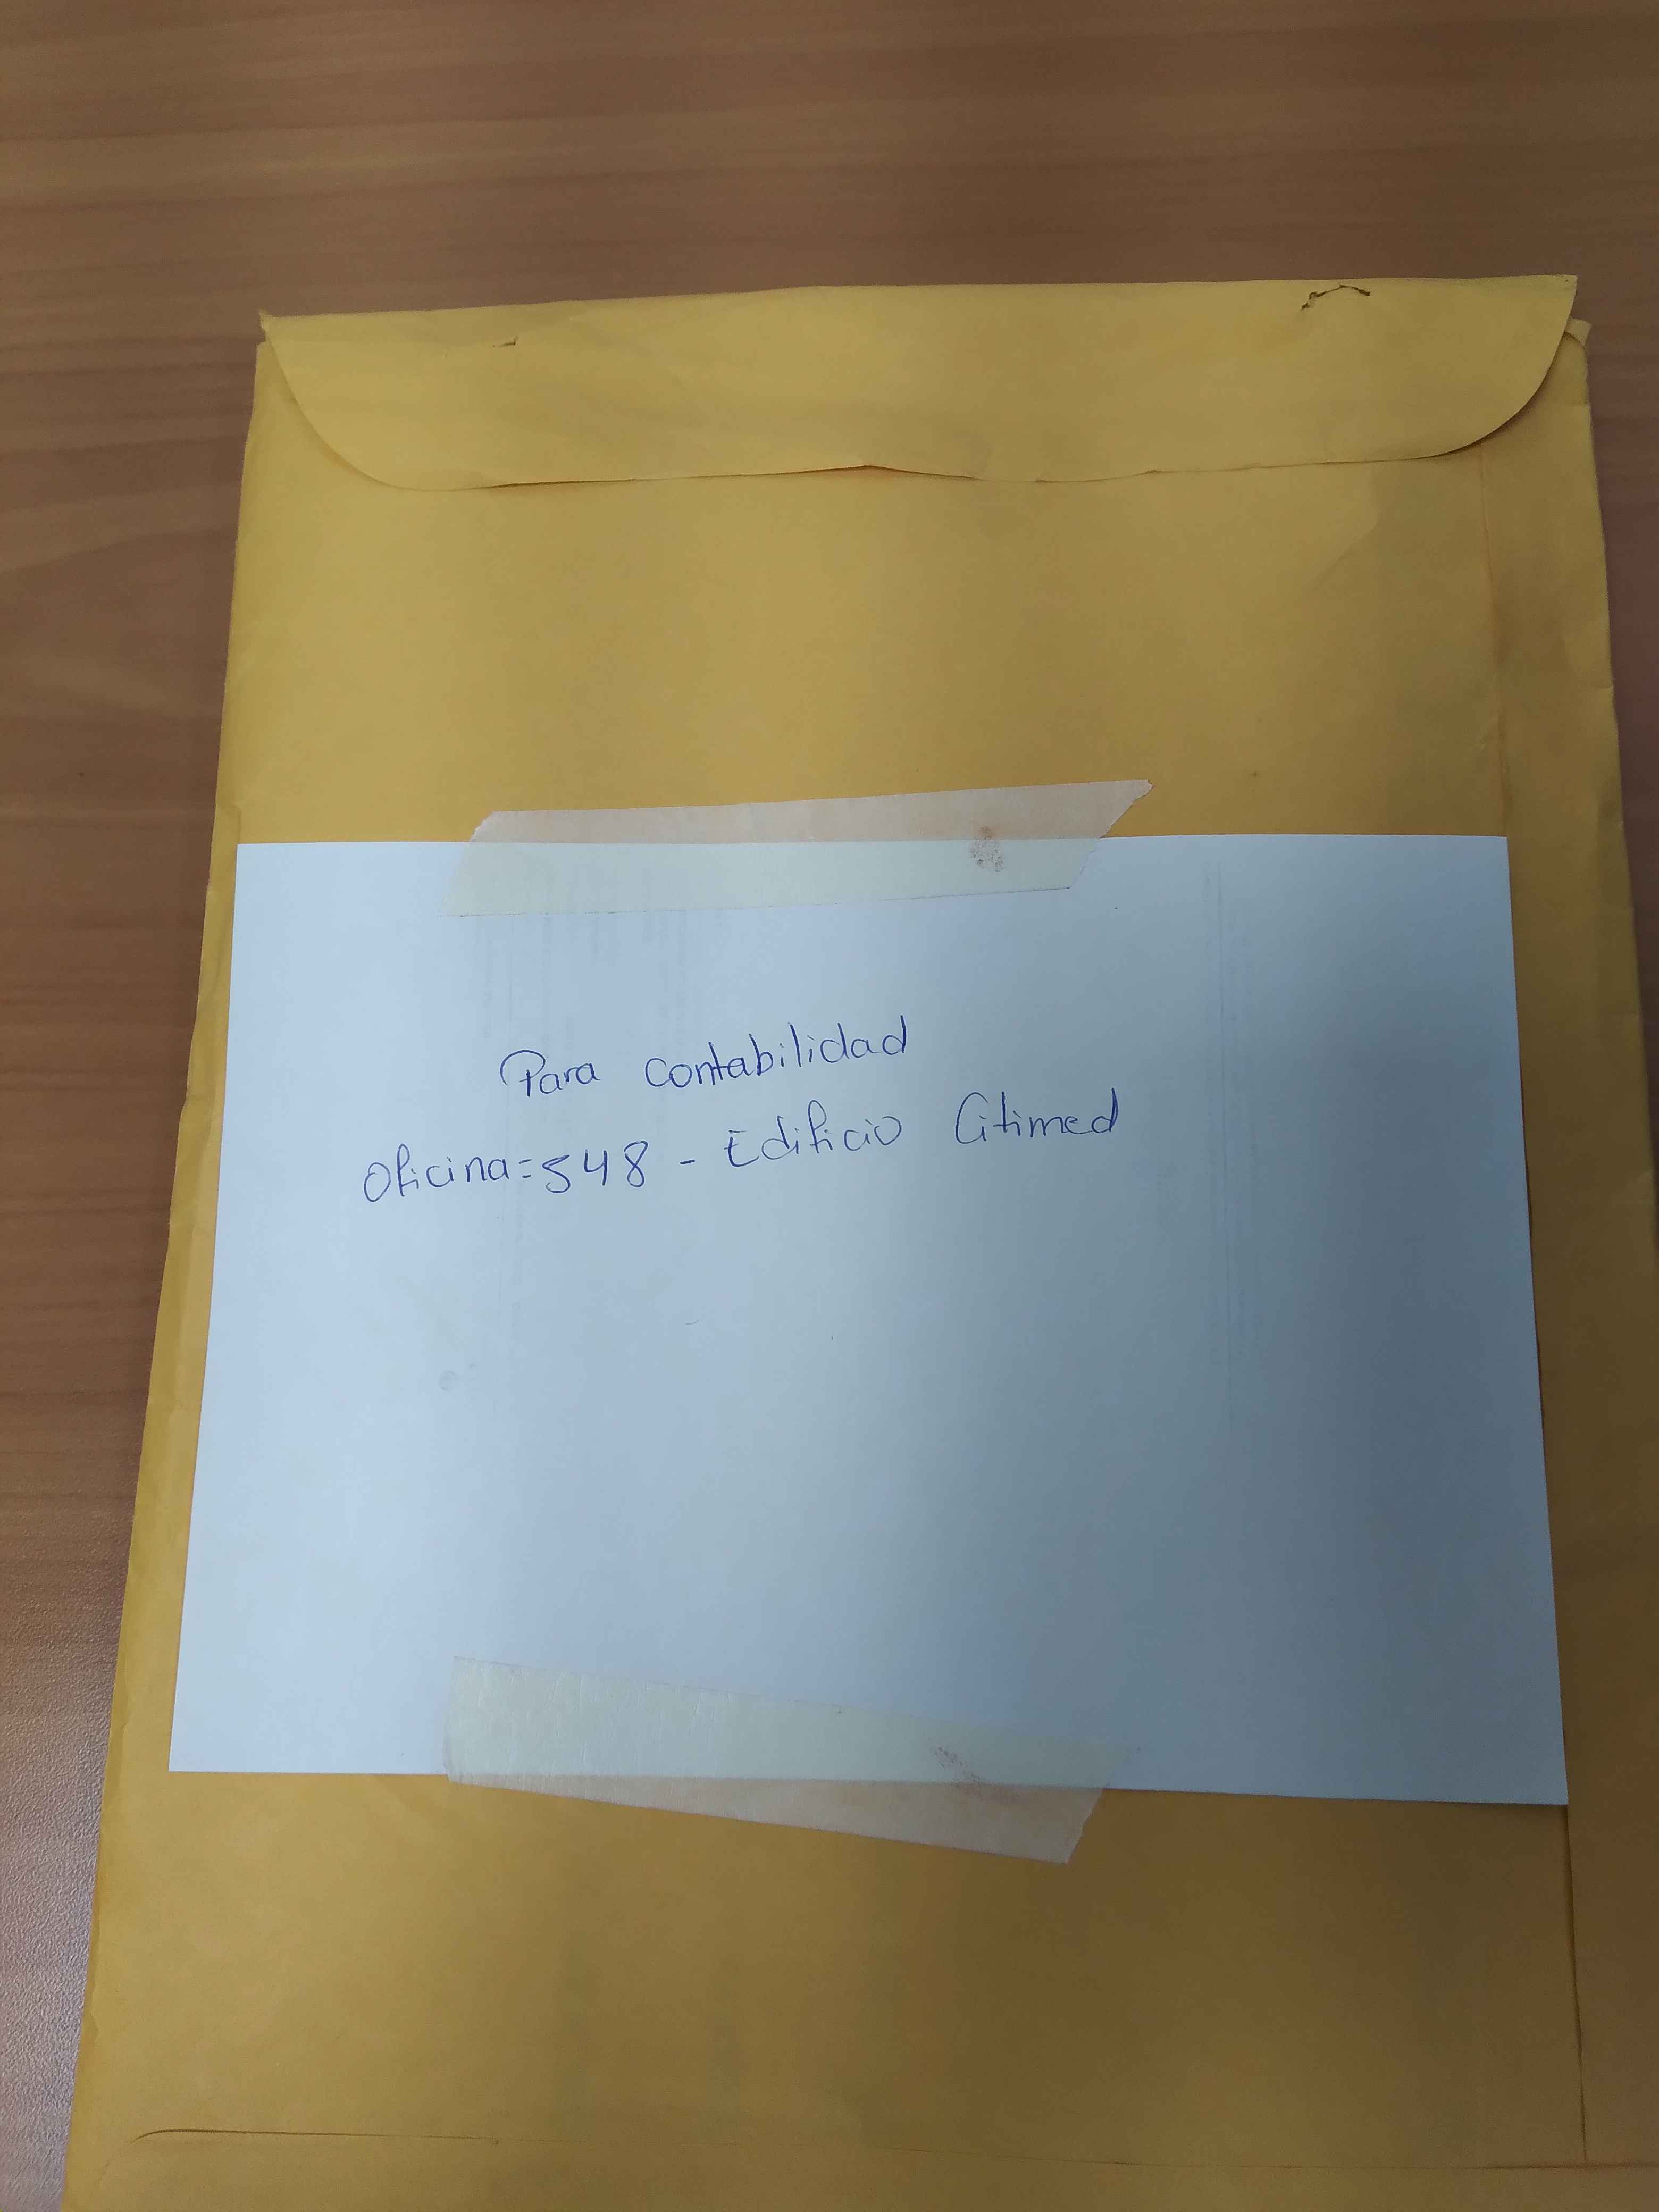 Para contabilidad
Oficina=548 - Edificio Citimed